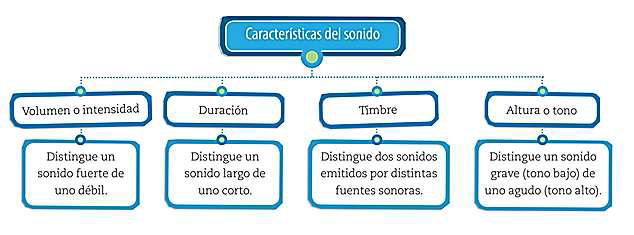 Características del sonido
Volumen o intensidad
Duración
Timbre
Altura o tono
Distingue un
sonido fuerte de
uno débil.
Distingue un
sonido largo de
uno corto.
Distingue dos sonidos
emitidos por distintas
fuentes sonoras.
Distingue un sonido
grave (tono bajo) de
uno agudo (tono alto).